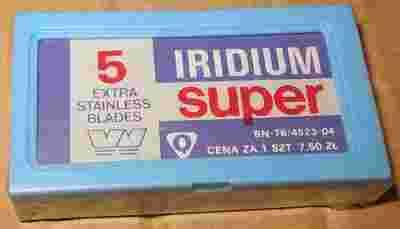 5
EXTRA
STAINLESS
BLADES
IRIDIUM
super
BN-76/4523-04
CENA ZA 1 SZT. 7,50 ZŁ